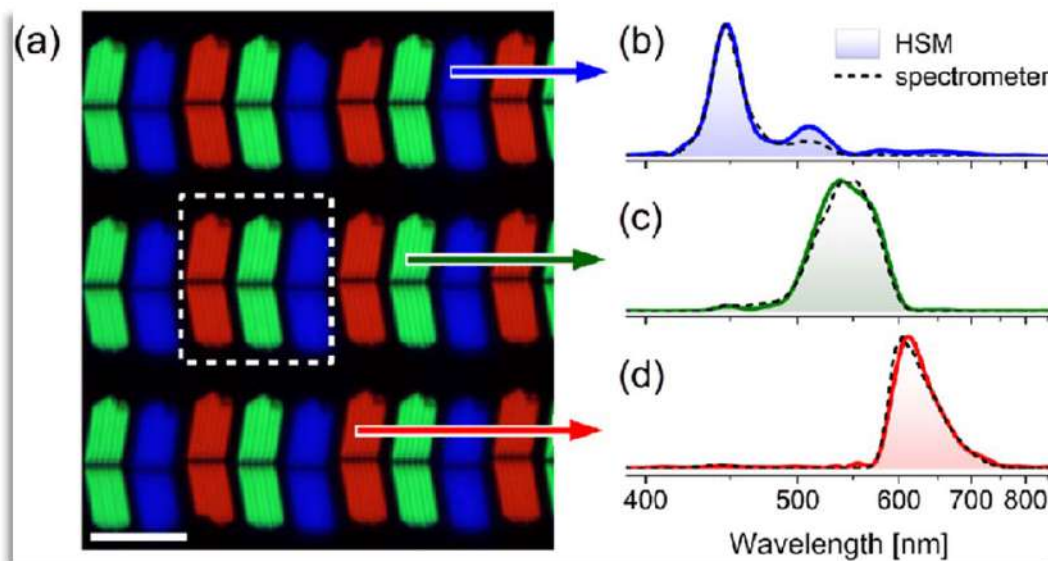 (a)
(b)
HSM
spectrometer
(c)
(d)
400 500 600 700 800
Wavelength [nm]